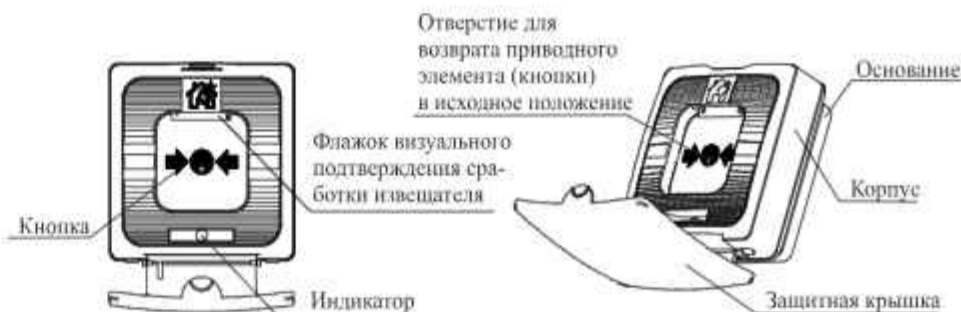 Отверстие для
возврата приводного
элемента (кнопки)
в исходное положение
Основание
Флажок визуального
подтверждения сра-
ботки извещателя
Корпус
Кнопка
Индикатор
Защитная крышка